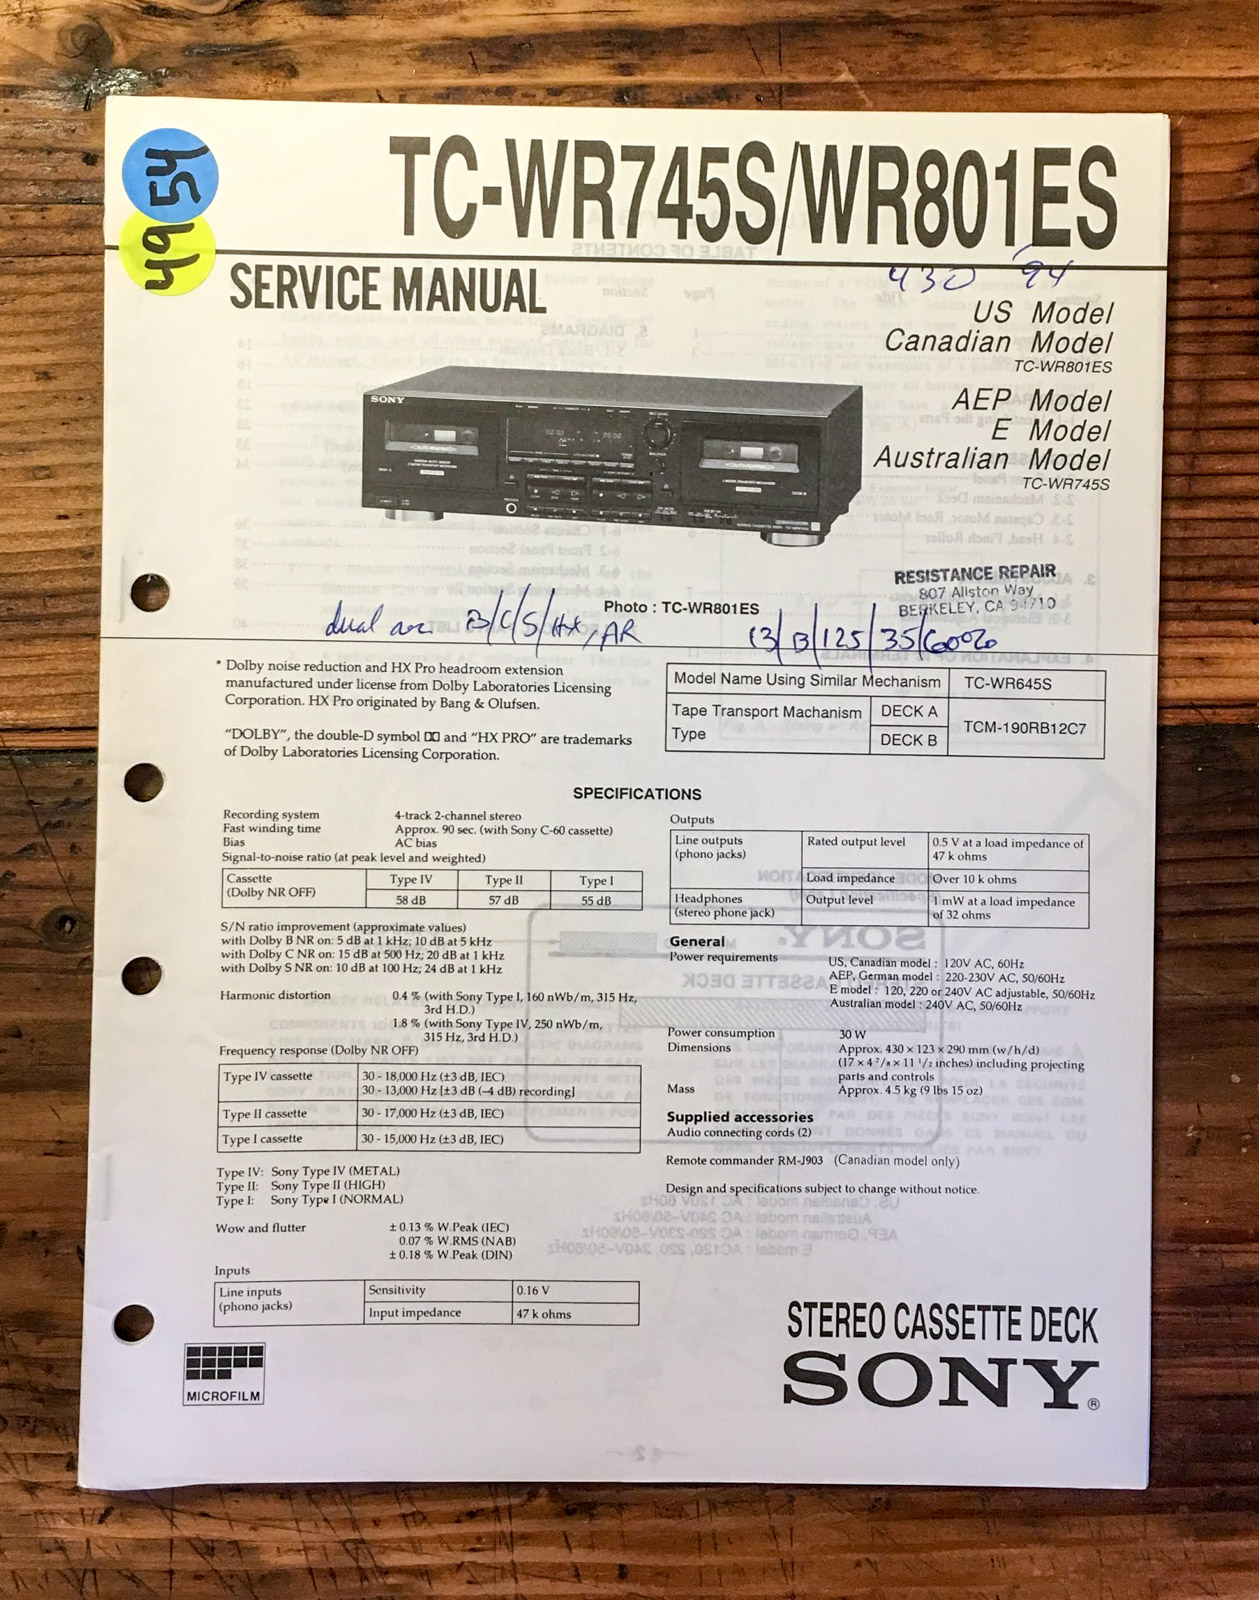 4954
TC-WR745S/WR801ES
SERVICE MANUAL
430 '94
US Model
Canadian Model
TC-WR801ES
AEP Model
E Model
Australian Model
TC-WR745S
SONY
RESISTANCE REPAIR
807 Allston Way
BERKELEY, CA 94710
Photo : TC-WR801ES
dual B/C/S/HX, AR
* Dolby noise reduction and HX Pro headroom extension
manufactured under license from Dolby Laboratories Licensing
Corporation. HX Pro originated by Bang & Olufsen.
"DOLBY", the double-D symbol and "HX PRO" are trademarks
of Dolby Laboratories Licensing Corporation.
Model Name Using Similar Mechanism TC-WR645S
Tape Transport Machanism Type DECK A TCM-190RB12C7
DECK B
SPECIFICATIONS
Recording system 4-track 2-channel stereo
Fast winding time Approx. 90 sec. (with Sony C-60 cassette)
Bias AC bias
Signal-to-noise ratio (at peak level and weighted)
Cassette Type IV Type II Type I
(Dolby NR OFF) 58 dB 57 dB 55 dB
S/N ratio improvement (approximate values)
with Dolby B NR on: 5 dB at 1 kHz; 10 dB at 5 kHz
with Dolby C NR on: 15 dB at 500 Hz; 20 dB at 1 kHz
with Dolby S NR on: 10 dB at 100 Hz; 24 dB at 1 kHz
Harmonic distortion 0.4 % (with Sony Type I, 160 nWb/m, 315 Hz,
3rd H.D.)
1.8 % (with Sony Type IV, 250 nWb/m,
315 Hz, 3rd H.D.)
Frequency response (Dolby NR OFF)
Type IV cassette 30 - 18,000 Hz (±3 dB, IEC)
30 - 13,000 Hz [±3 dB (–4 dB) recording]
Type II cassette 30 - 17,000 Hz (±3 dB, IEC)
Type I cassette 30 - 15,000 Hz (±3 dB, IEC)
Type IV: Sony Type IV (METAL)
Type II: Sony Type II (HIGH)
Type I: Sony Type I (NORMAL)
Wow and flutter ± 0.13 % W.Peak (IEC)
0.07 % W.RMS (NAB)
± 0.18 % W.Peak (DIN)
Inputs
Line inputs Sensitivity 0.16 V
(phono jacks) Input impedance 47 k ohms
Outputs
Line outputs Rated output level 0.5 V at a load impedance of
(phono jacks) 47 k ohms
Load impedance Over 10 k ohms
Headphones Output level 1 mW at a load impedance
(stereo phone jack) of 32 ohms
General
Power requirements US, Canadian model : 120V AC, 60Hz
AEP, German model : 220-230V AC, 50/60Hz
E model : 120, 220 or 240V AC adjustable, 50/60Hz
Australian model : 240V AC, 50/60Hz
Power consumption 30 W
Dimensions Approx. 430 × 123 × 290 mm (w/h/d)
(17 × 4 7/8 × 11 1/2 inches) including projecting
parts and controls
Mass Approx. 4.5 kg (9 lbs 15 oz)
Supplied accessories
Audio connecting cords (2)
Remote commander RM-J903 (Canadian model only)
Design and specifications subject to change without notice.
MICROFILM
STEREO CASSETTE DECK
SONY®